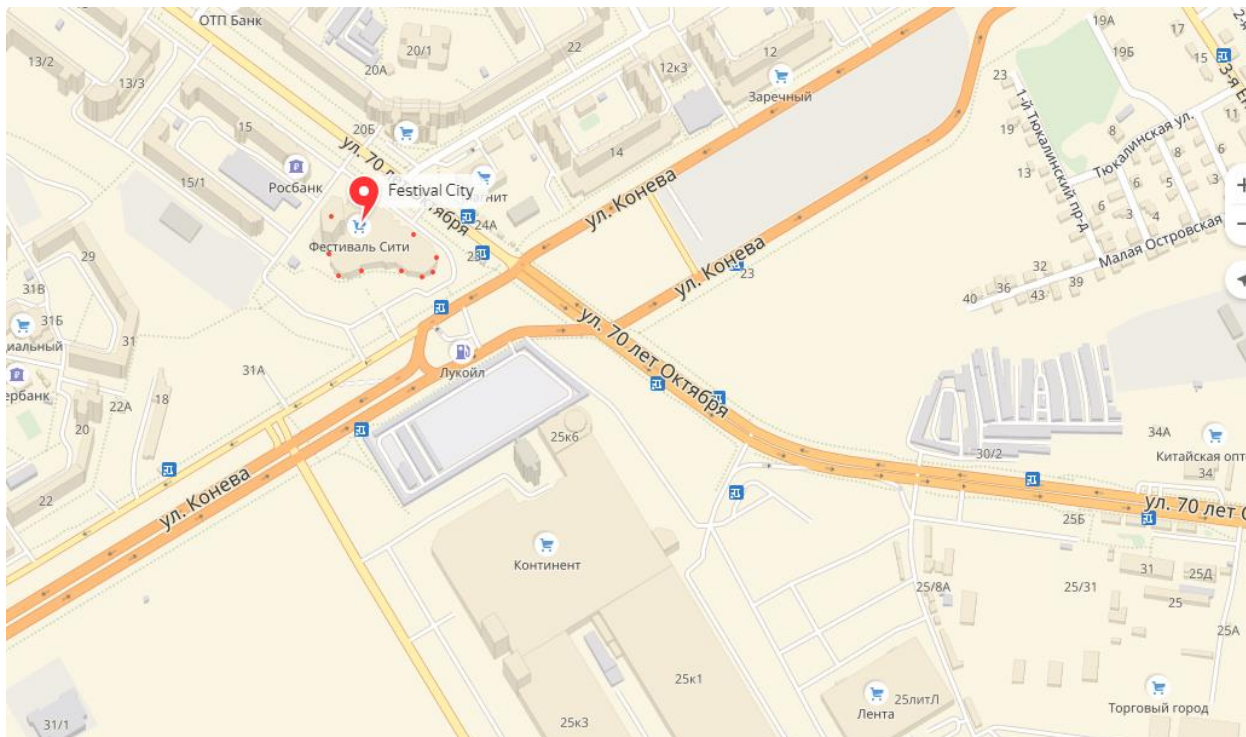 ОТП Банк
13/2
13/3
20/1
20А
22
12к3
12
Заречный
19А
17
19Б
15
23
1-й Тюкалинский пр-д
19
13
8
Тюкалинская ул.
11
6
8
6
5
3
4
3
6
Малая Островская
32
36
40
43
39
15
20Б
ул. 70 лет Октября
14
15/1
Росбанк
Festival City
24А
Фестиваль Сити
ул. Конева
ул. Конева
23
29
31В
31Б
31
31А
Лукойл
ул. 70 лет Октября
22А
18
20
22
25к6
ул. Конева
34А
Китайская опт
34
30/2
ул. 70 лет О
25Б
Континент
31
25Д
25/8А
25/31
25
25А
25к1
25к3
25литЛ
Лента
Торговый город
31/1
+
−